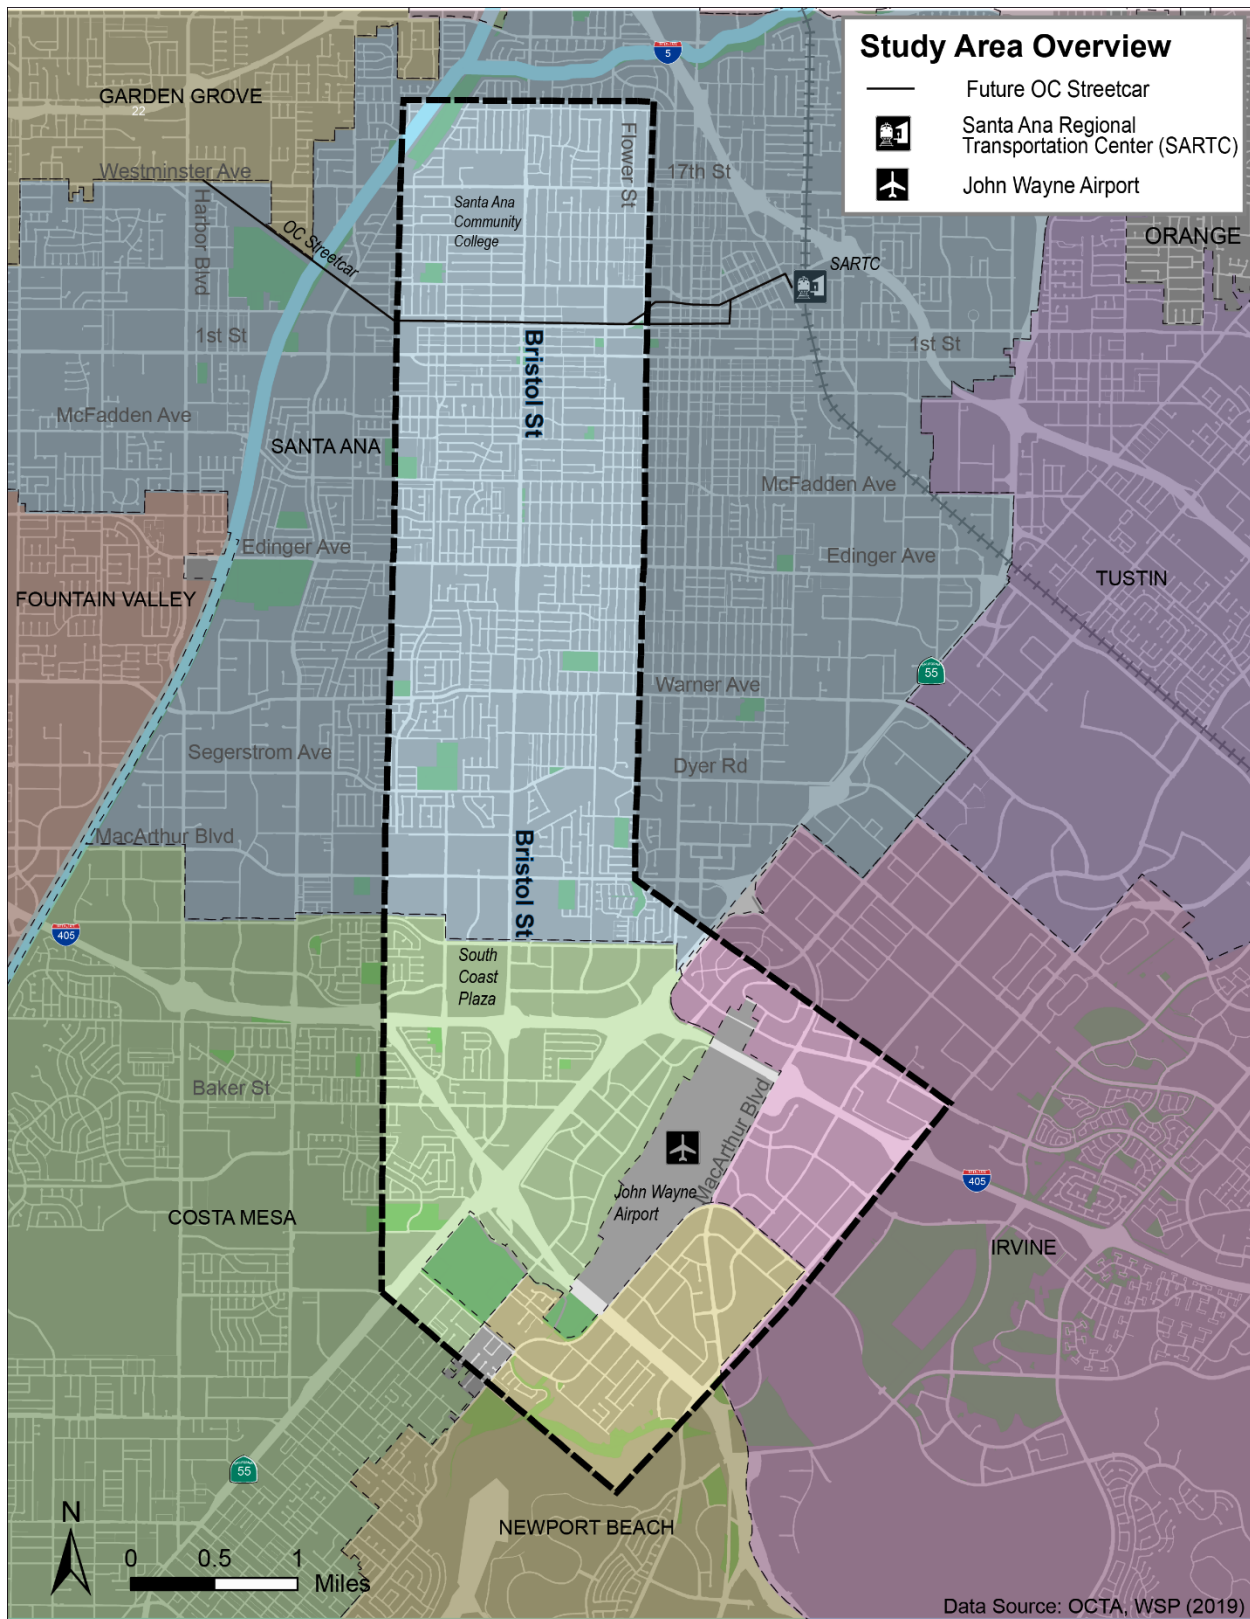 Study Area Overview
Future OC Streetcar
Santa Ana Regional
Transportation Center (SARTC)
John Wayne Airport
5
GARDEN GROVE
22
Flower St
Westminster Ave
17th St
Harbor Blvd
Santa Ana
Community
College
ORANGE
OC Streetcar
SARTC
1st St
Bristol St
1st St
McFadden Ave
SANTA ANA
McFadden Ave
Edinger Ave
Edinger Ave
TUSTIN
FOUNTAIN VALLEY
55
Warner Ave
Segerstrom Ave
Dyer Rd
MacArthur Blvd
Bristol St
405
South
Coast
Plaza
Baker St
MacArthur Blvd
John Wayne
Airport
405
COSTA MESA
IRVINE
55
NEWPORT BEACH
N
0 0.5 1
Miles
Data Source: OCTA, WSP (2019)